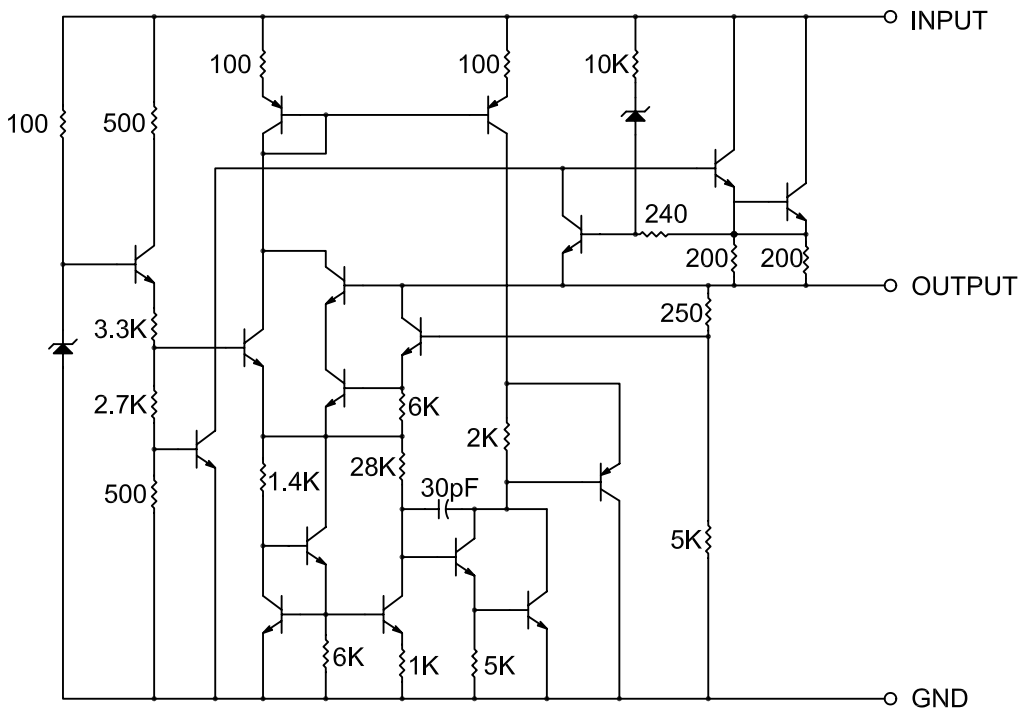 INPUT
100
100
10K
100
500
240
200
200
OUTPUT
250
3.3K
2.7K
6K
2K
28K
1.4K
30pF
500
5K
6K
1K
5K
GND